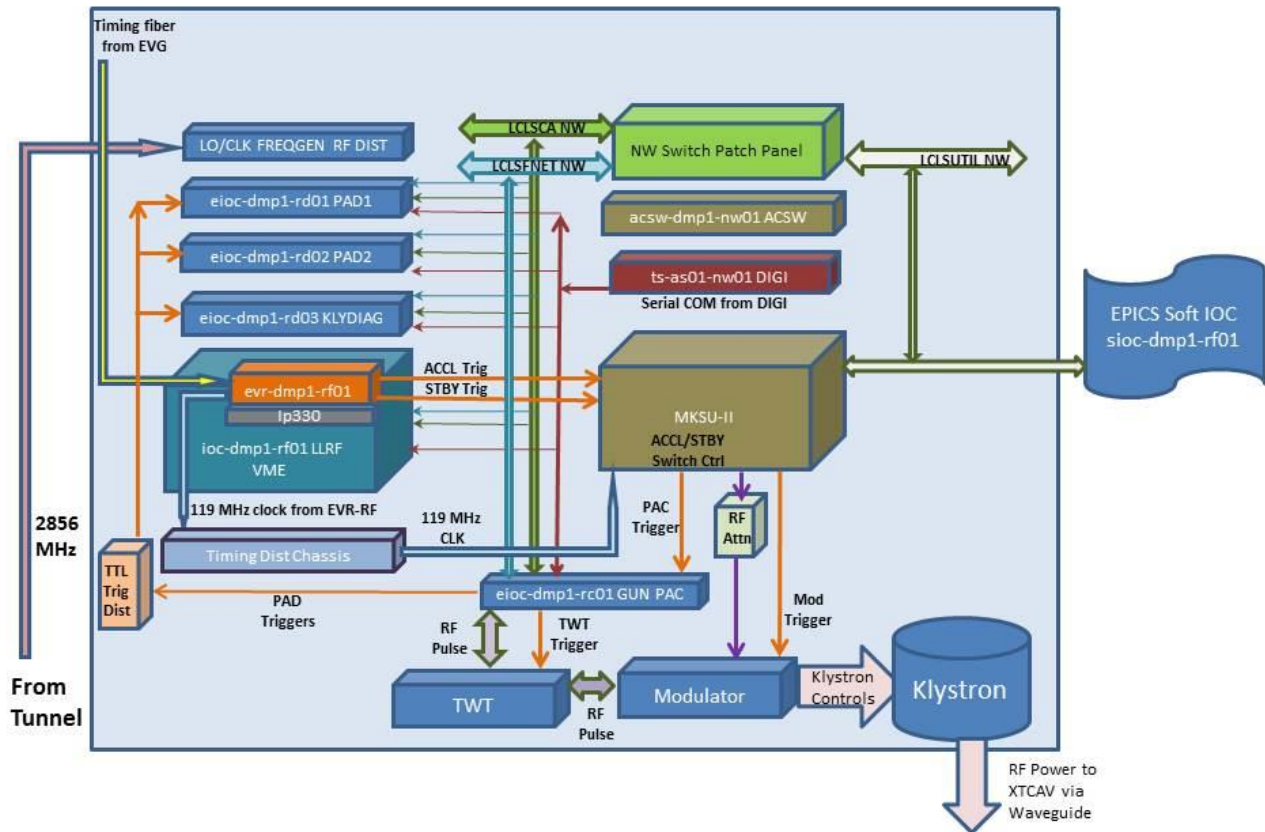 Timing fiber
from EVG
LCLSCA NW
NW Switch Patch Panel
LO/CLK FREQGEN RF DIST
LCLSFNET NW
LCLSUTIL NW
eioc-dmp1-rd01 PAD1
acsw-dmp1-nw01 ACSW
eioc-dmp1-rd02 PAD2
ts-as01-nw01 DIGI
Serial COM from DIGI
eioc-dmp1-rd03 KLYDIAG
EPICS Soft IOC
sioc-dmp1-rf01
ACCL Trig
evr-dmp1-rf01
STBY Trig
Ip330
MKSU-II
ioc-dmp1-rf01 LLRF
VME
ACCL/STBY
Switch Ctrl
119 MHz clock from EVR-RF
2856
MHz
119 MHz
CLK
PAC
Trigger
RF
Attn
Timing Dist Chassis
TTL
Trig
Dist
PAD
Triggers
eioc-dmp1-rc01 GUN PAC
RF
Pulse
TWT
Trigger
Mod
Trigger
From
Tunnel
TWT
RF
Pulse
Modulator
Klystron
Controls
Klystron
RF Power to
XTCAV via
Waveguide